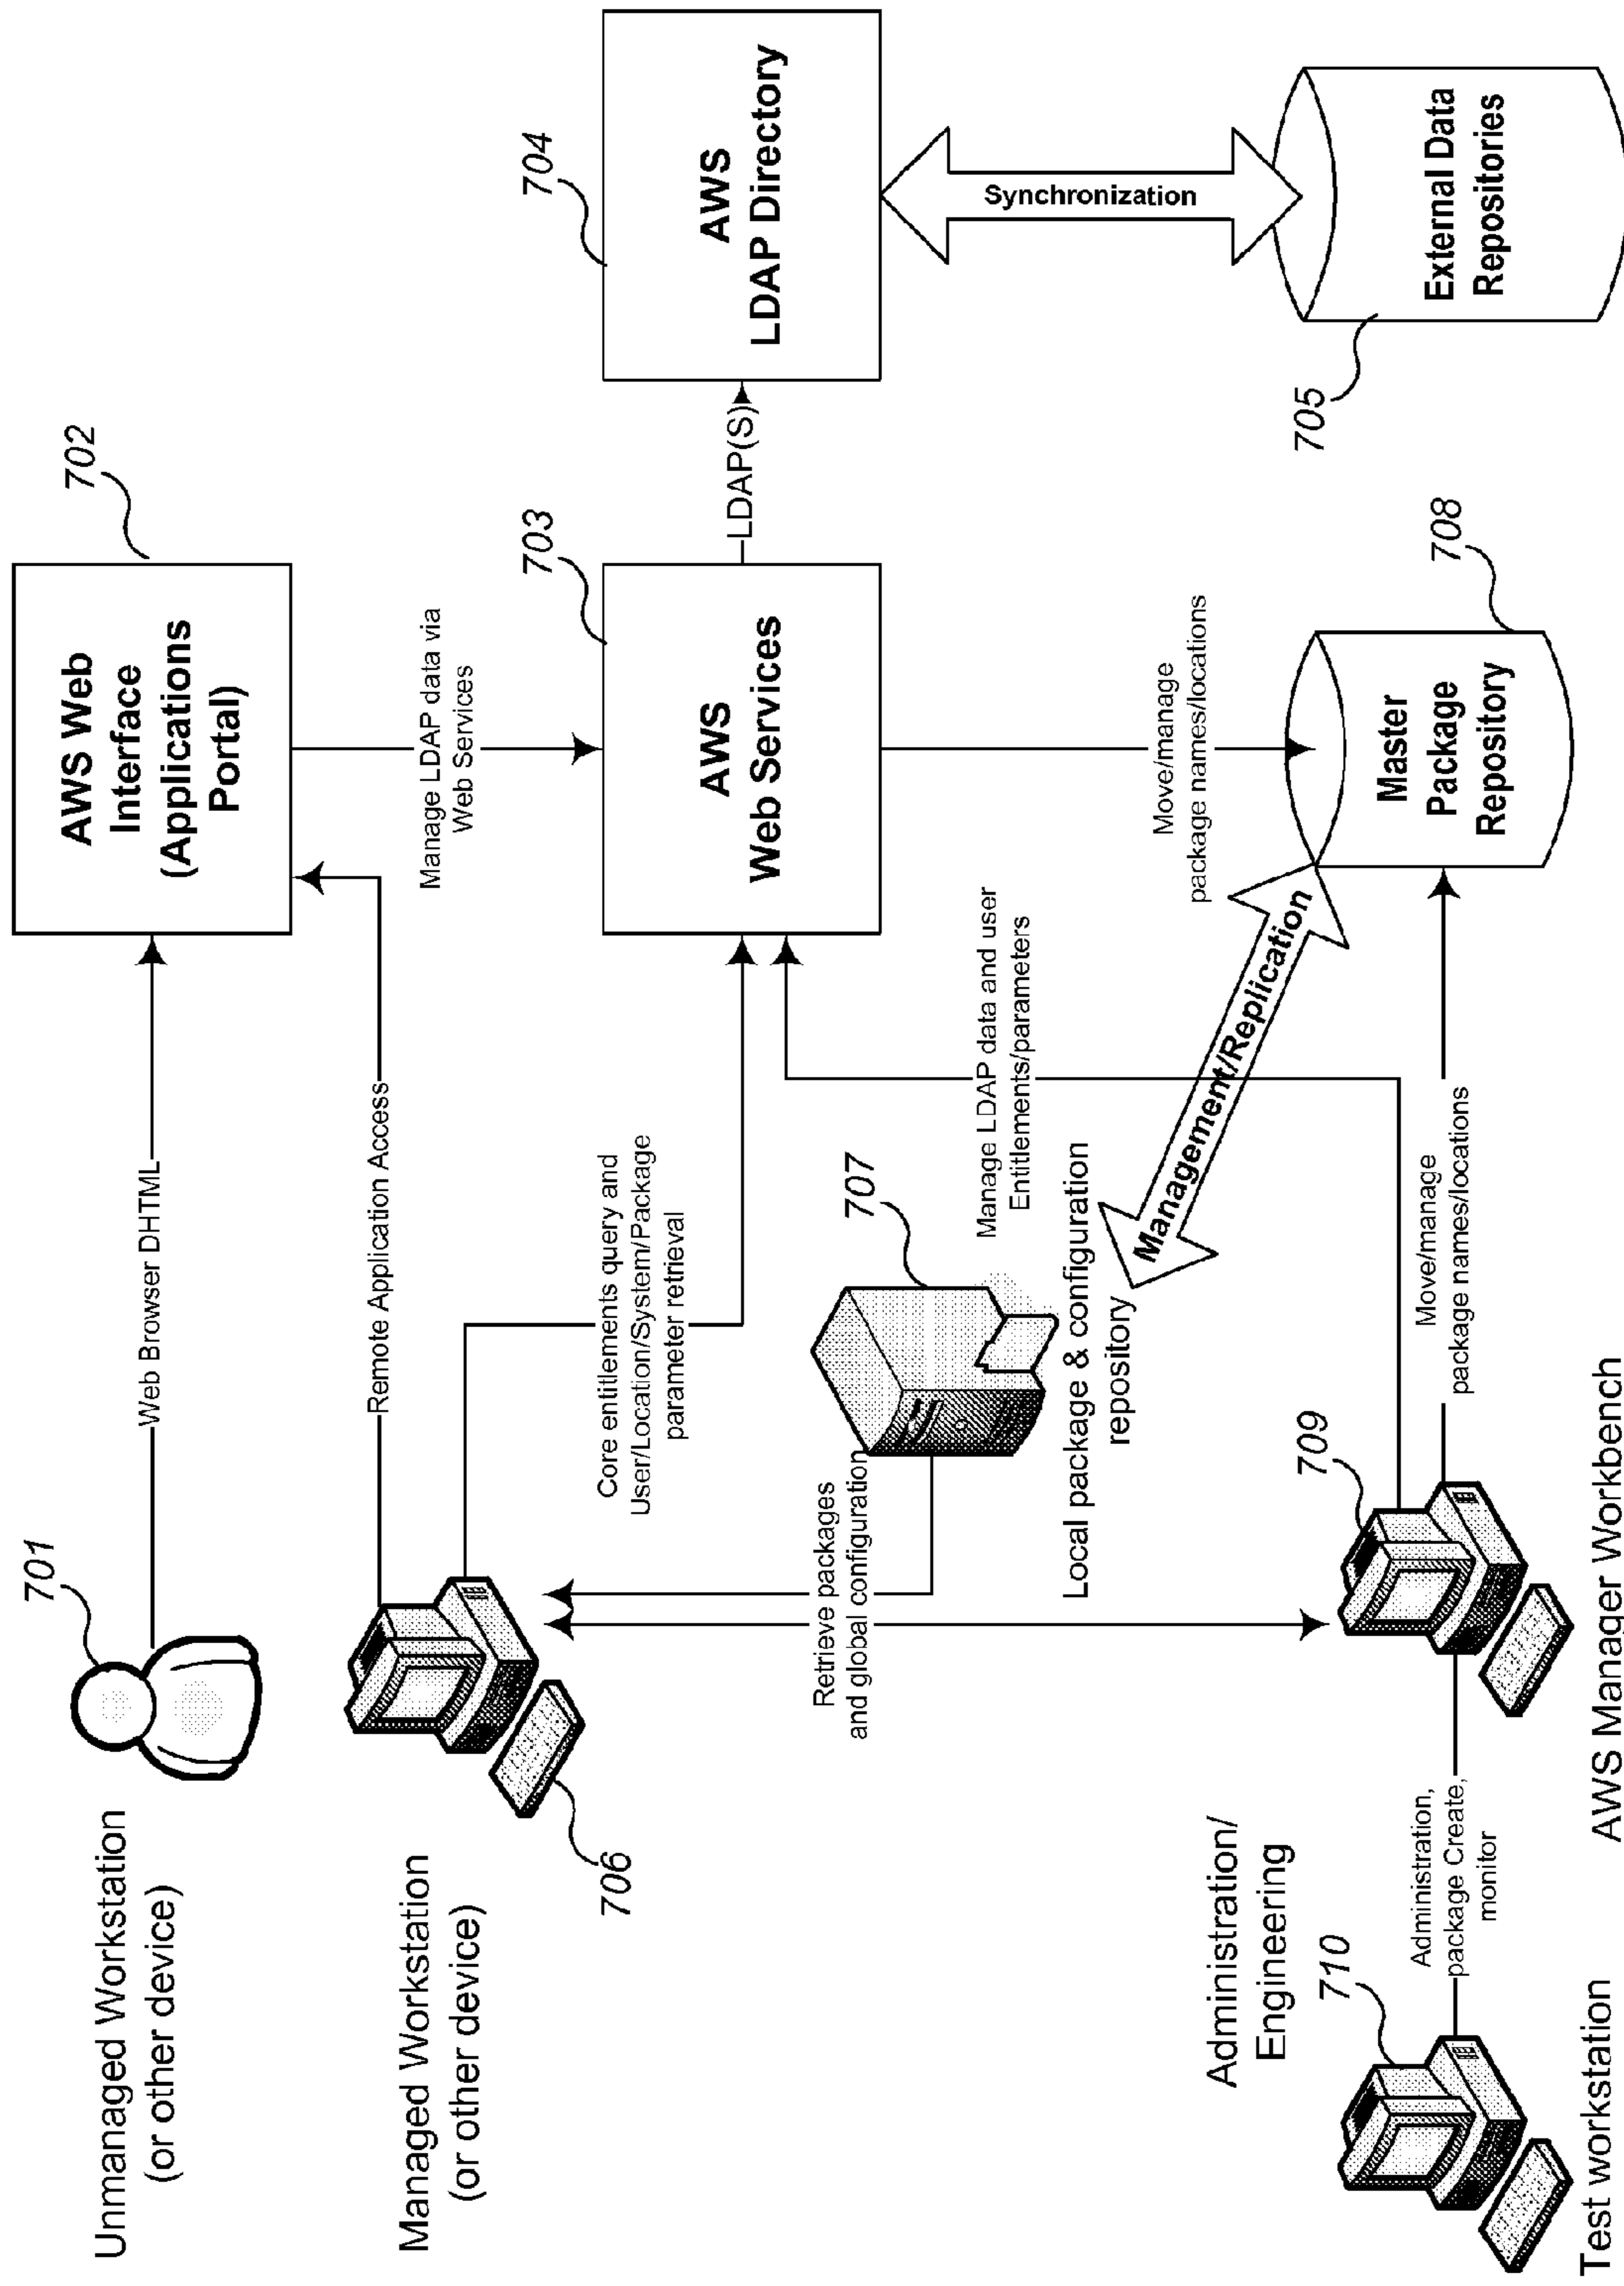 Unmanaged Workstation
(or other device)
701
Web Browser DHTML
AWS Web
Interface
(Applications
Portal)
702
Managed Workstation
(or other device)
706
Remote Application Access
Manage LDAP data via
Web Services
Core entitlements query and
User/Location/System/Package
parameter retrieval
703
AWS
Web Services
LDAP(S)
704
AWS
LDAP Directory
Synchronization
705
External Data
Repositories
Retrieve packages
and global configuration
707
Local package & configuration
repository
Manage LDAP data and user
Entitlements/parameters
Management/Replication
Move/manage
package names/locations
708
Master
Package
Repository
Administration/
Engineering
710
Test workstation
Administration,
package Create,
monitor
709
AWS Manager Workbench
Move/manage
package names/locations